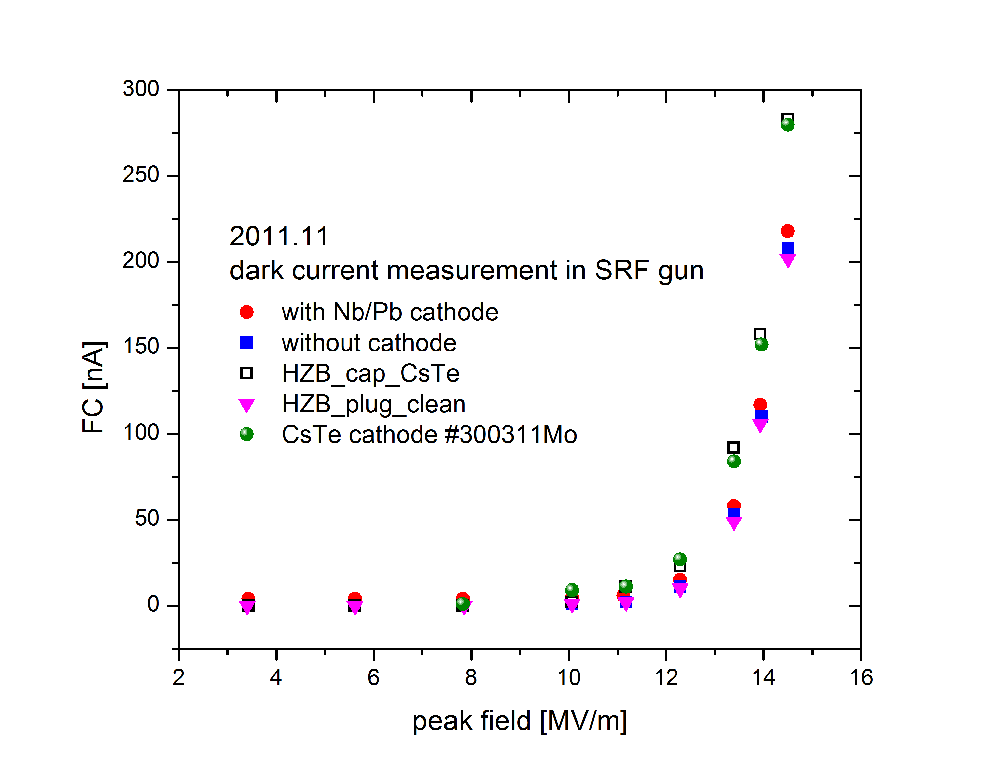 300
250
200
150
100
50
0
FC [nA]
2011.11
dark current measurement in SRF gun
with Nb/Pb cathode
without cathode
HZB_cap_CsTe
HZB_plug_clean
CsTe cathode #300311Mo
2 4 6 8 10 12 14 16
peak field [MV/m]